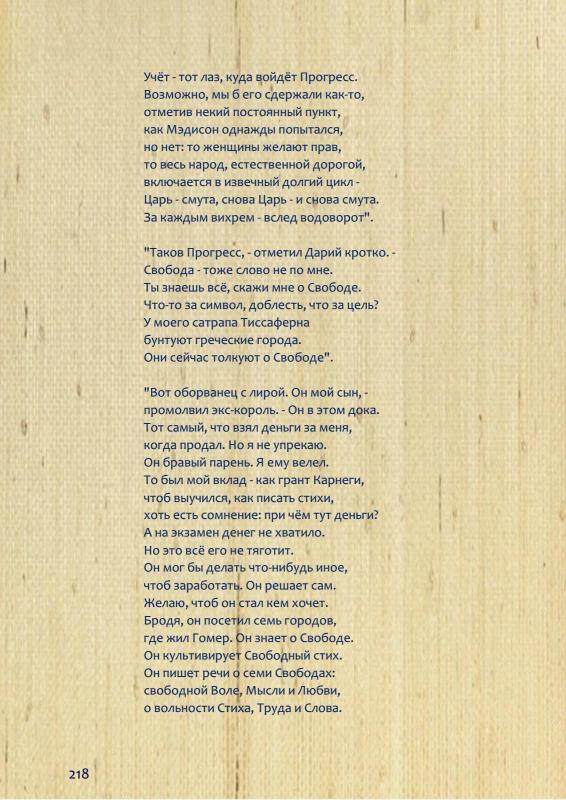 Учёт - тот лаз, куда войдёт Прогресс.
Возможно, мы б его сдержали как-то,
отметив некий постоянный пункт,
как Мэдисон однажды попытался,
но нет: то женщины желают прав,
то весь народ, естественной дорогой,
включается в извечный долгий цикл -
Царь - смута, снова Царь - и снова смута.
За каждым вихрем - вслед водоворот".

"Таков Прогресс, - отметил Дарий кротко. -
Свобода - тоже слово не по мне.
Ты знаешь всё, скажи мне о Свободе.
Что-то за символ, доблесть, что за цель?
У моего сатрапа Тиссаферна
бунтуют греческие города.
Они сейчас толкуют о Свободе".

"Вот оборванец с лирой. Он мой сын, -
промолвил экс-король. - Он в этом дока.
Тот самый, что взял деньги за меня,
когда продал. Но я не упрекаю.
Он бравый парень. Я ему велел.
То был мой вклад - как грант Карнеги,
чтоб выучился, как писать стихи,
хоть есть сомнение: при чём тут деньги?
А на экзамен денег не хватило.
Но это всё его не тяготит.
Он мог бы делать что-нибудь иное,
чтоб заработать. Он решает сам.
Желаю, чтоб он стал кем хочет.
Бродя, он посетил семь городов,
где жил Гомер. Он знает о Свободе.
Он культивирует Свободный стих.
Он пишет речи о семи Свободах:
свободной Воле, Мысли и Любви,
о вольности Стиха, Труда и Слова.
218